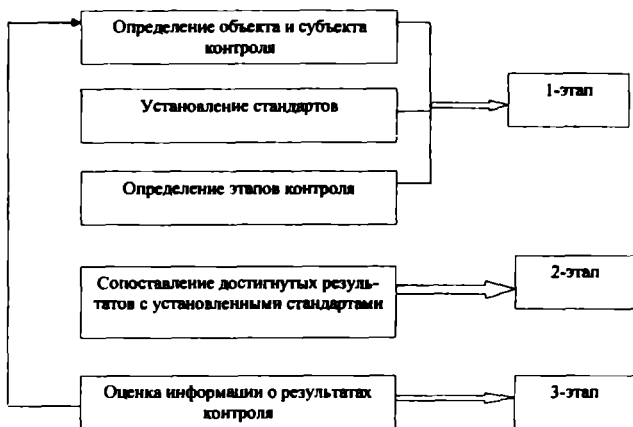 Определение объекта и субъекта
контроля
1-этап
Установление стандартов
Определение этапов контроля
Сопоставление достигнутых резуль-
татов с установленными стандартами
2-этап
Оценка информации о результатах
контроля
3-этап